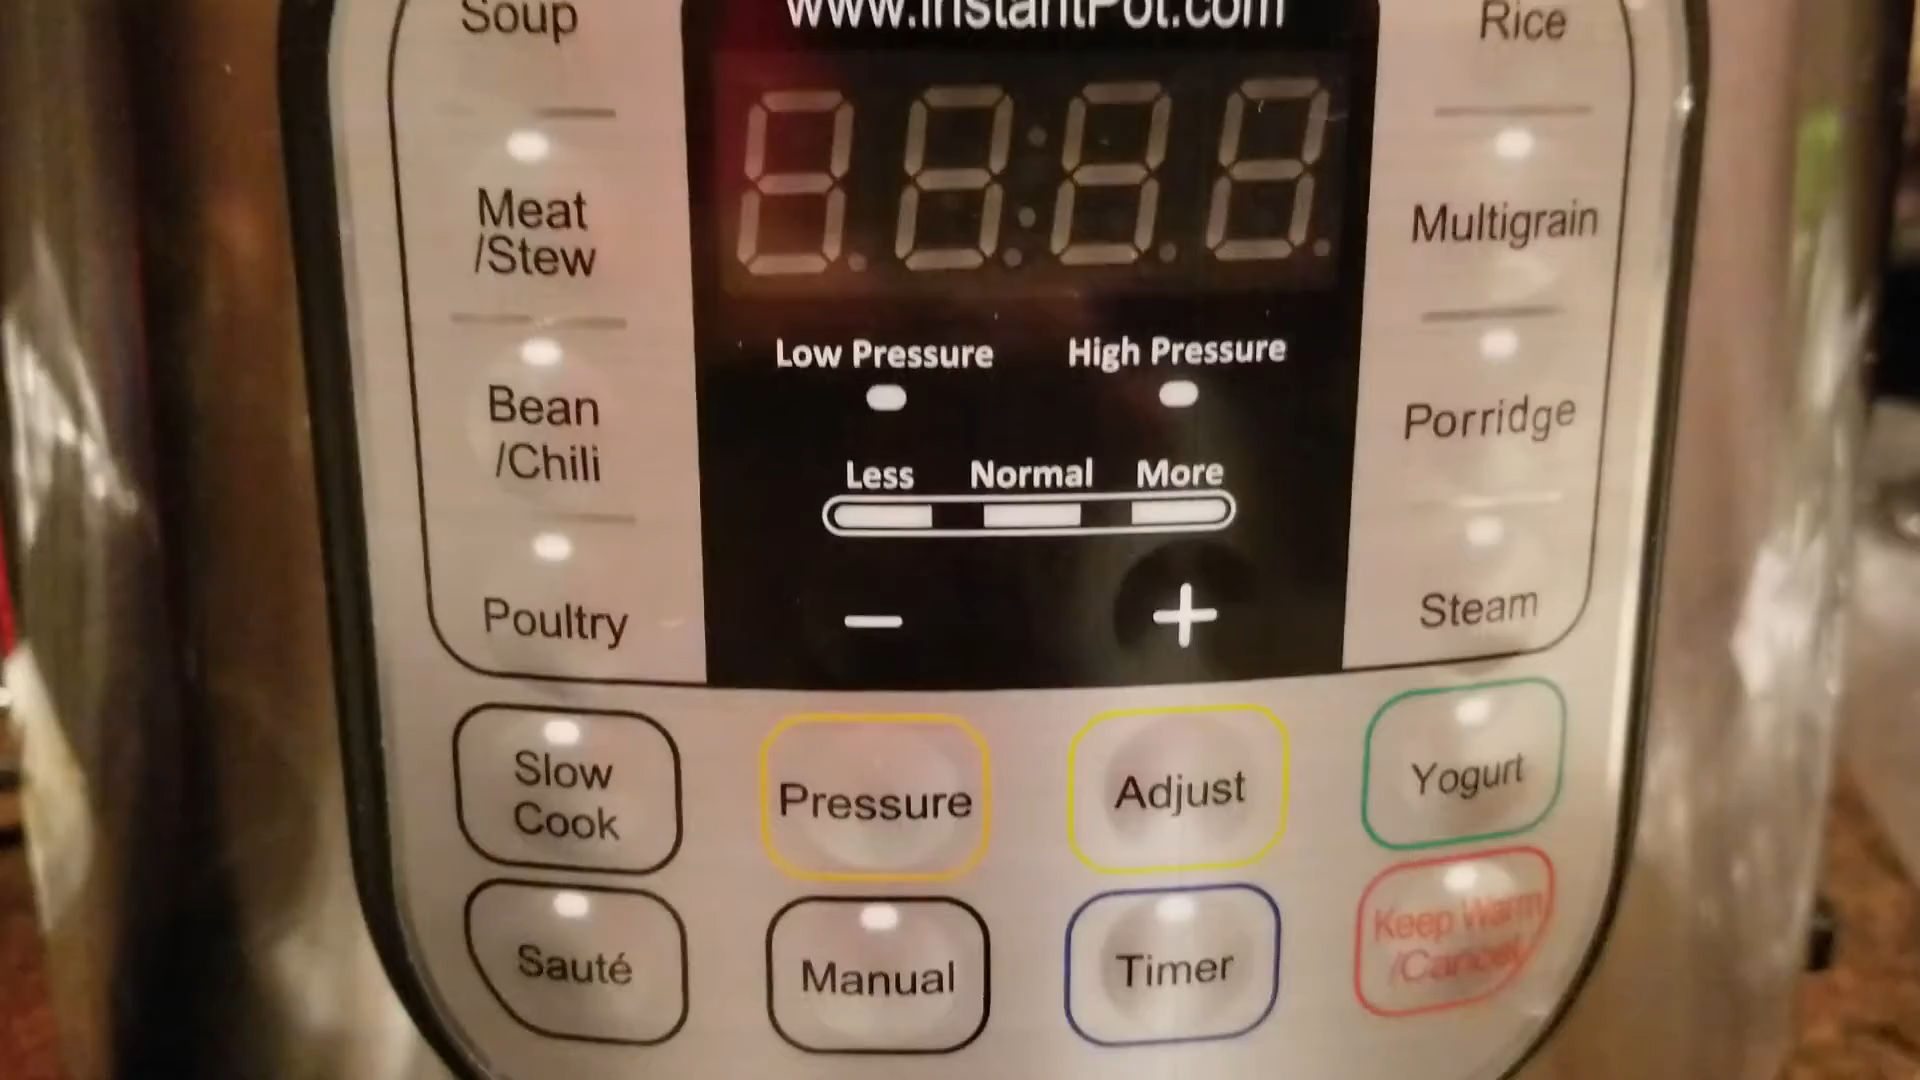 www.InstantPot.com
Soup
Rice
Meat
/Stew
Multigrain
Low Pressure
High Pressure
Bean
/Chili
Porridge
Less Normal More
Poultry
− +
Steam
Slow
Cook
Pressure
Adjust
Yogurt
Sauté
Manual
Timer
Keep Warm
/Cancel